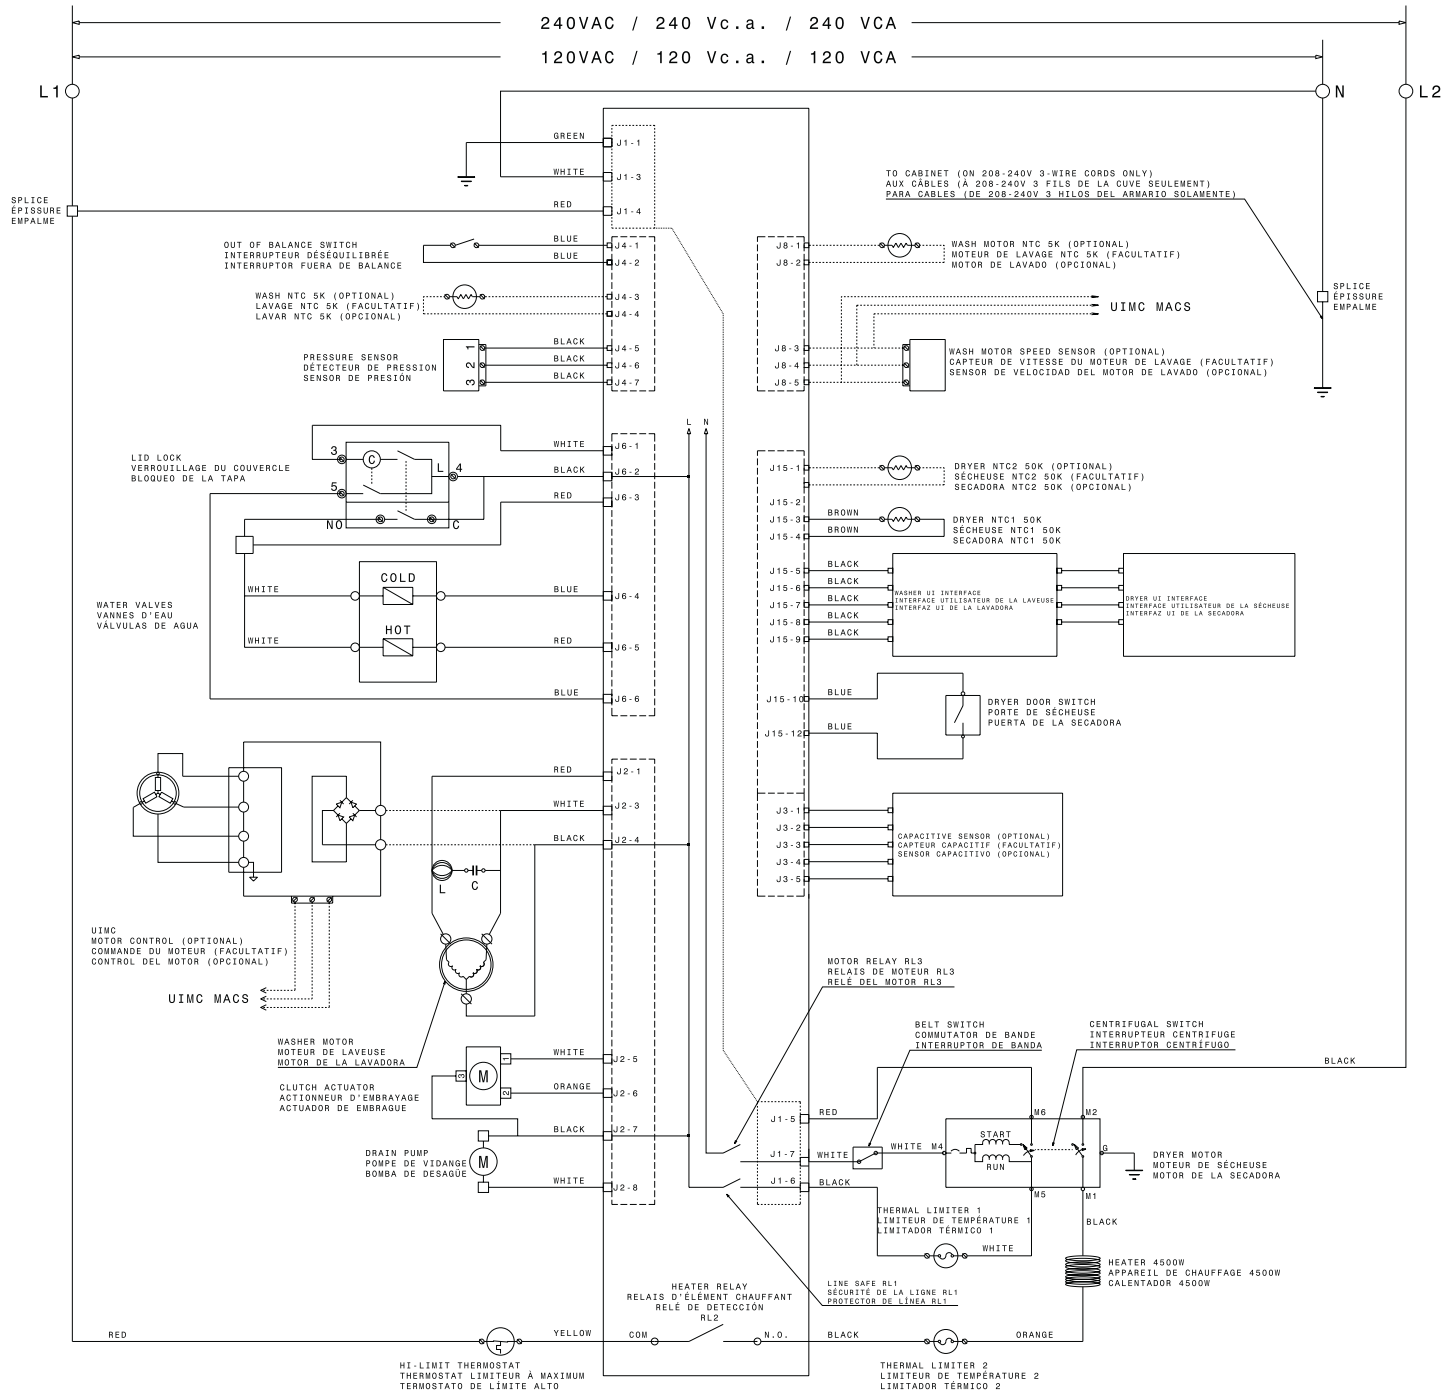 240VAC / 240 Vc.a. / 240 VCA
120VAC / 120 Vc.a. / 120 VCA
L1
N
L2
GREEN
J1-1
WHITE
J1-3
RED
J1-4
SPLICE
ÉPISSURE
EMPALME
TO CABINET (ON 208-240V 3-WIRE CORDS ONLY)
AUX CÂBLES (À 208-240V 3 FILS DE LA CUVE SEULEMENT)
PARA CABLES (DE 208-240V 3 HILOS DEL ARMARIO SOLAMENTE)
OUT OF BALANCE SWITCH
INTERRUPTEUR DÉSÉQUILIBRÉE
INTERRUPTOR FUERA DE BALANCE
BLUE
J4-1
BLUE
J4-2
WASH NTC 5K (OPTIONAL)
LAVAGE NTC 5K (FACULTATIF)
LAVAR NTC 5K (OPCIONAL)
J4-3
J4-4
PRESSURE SENSOR
DÉTECTEUR DE PRESSION
SENSOR DE PRESIÓN
1
2
3
BLACK
J4-5
BLACK
J4-6
BLACK
J4-7
J8-1
J8-2
WASH MOTOR NTC 5K (OPTIONAL)
MOTEUR DE LAVAGE NTC 5K (FACULTATIF)
MOTOR DE LAVADO (OPCIONAL)
UIMC MACS
SPLICE
ÉPISSURE
EMPALME
J8-3
J8-4
J8-5
WASH MOTOR SPEED SENSOR (OPTIONAL)
CAPTEUR DE VITESSE DU MOTEUR DE LAVAGE (FACULTATIF)
SENSOR DE VELOCIDAD DEL MOTOR DE LAVADO (OPCIONAL)
L
N
LID LOCK
VERROUILLAGE DU COUVERCLE
BLOQUEO DE LA TAPA
3
C
L
4
5
NO
C
WHITE
J6-1
BLACK
J6-2
RED
J6-3
J15-1
J15-2
DRYER NTC2 50K (OPTIONAL)
SÉCHEUSE NTC2 50K (FACULTATIF)
SECADORA NTC2 50K (OPCIONAL)
J15-3
BROWN
J15-4
BROWN
DRYER NTC1 50K
SÉCHEUSE NTC1 50K
SECADORA NTC1 50K
WATER VALVES
VANNES D'EAU
VÁLVULAS DE AGUA
WHITE
COLD
BLUE
J6-4
WHITE
HOT
RED
J6-5
BLUE
J6-6
J15-5
BLACK
J15-6
BLACK
J15-7
BLACK
J15-8
BLACK
J15-9
BLACK
WASHER UI INTERFACE
INTERFACE UTILISATEUR DE LA LAVEUSE
INTERFAZ UI DE LA LAVADORA
DRYER UI INTERFACE
INTERFACE UTILISATEUR DE LA SÉCHEUSE
INTERFAZ UI DE LA SECADORA
J15-10
BLUE
J15-12
BLUE
DRYER DOOR SWITCH
PORTE DE SÉCHEUSE
PUERTA DE LA SECADORA
RED
J2-1
WHITE
J2-3
BLACK
J2-4
L
C
J3-1
J3-2
J3-3
J3-4
J3-5
CAPACITIVE SENSOR (OPTIONAL)
CAPTEUR CAPACITIF (FACULTATIF)
SENSOR CAPACITIVO (OPCIONAL)
UIMC
MOTOR CONTROL (OPTIONAL)
COMMANDE DU MOTEUR (FACULTATIF)
CONTROL DEL MOTOR (OPCIONAL)
UIMC MACS
WASHER MOTOR
MOTEUR DE LAVEUSE
MOTOR DE LA LAVADORA
CLUTCH ACTUATOR
ACTIONNEUR D'EMBRAYAGE
ACTUADOR DE EMBRAGUE
3
M
1
2
WHITE
J2-5
ORANGE
J2-6
BLACK
J2-7
DRAIN PUMP
POMPE DE VIDANGE
BOMBA DE DESAGÜE
M
WHITE
J2-8
MOTOR RELAY RL3
RELAIS DE MOTEUR RL3
RELÉ DEL MOTOR RL3
BELT SWITCH
COMMUTATOR DE BANDE
INTERRUPTOR DE BANDA
CENTRIFUGAL SWITCH
INTERRUPTEUR CENTRIFUGE
INTERRUPTOR CENTRÍFUGO
BLACK
J1-5
RED
J1-7
WHITE
WHITE
M4
J1-6
BLACK
M6
M2
START
RUN
G
M5
M1
DRYER MOTOR
MOTEUR DE SÉCHEUSE
MOTOR DE LA SECADORA
THERMAL LIMITER 1
LIMITEUR DE TEMPÉRATURE 1
LIMITADOR TÉRMICO 1
WHITE
BLACK
HEATER 4500W
APPAREIL DE CHAUFFAGE 4500W
CALENTADOR 4500W
LINE SAFE RL1
SÉCURITÉ DE LA LIGNE RL1
PROTECTOR DE LÍNEA RL1
HEATER RELAY
RELAIS D'ÉLÉMENT CHAUFFANT
RELÉ DE DETECCIÓN
RL2
RED
YELLOW
COM
N.O.
BLACK
ORANGE
HI-LIMIT THERMOSTAT
THERMOSTAT LIMITEUR À MAXIMUM
TERMOSTATO DE LÍMITE ALTO
THERMAL LIMITER 2
LIMITEUR DE TEMPÉRATURE 2
LIMITADOR TÉRMICO 2